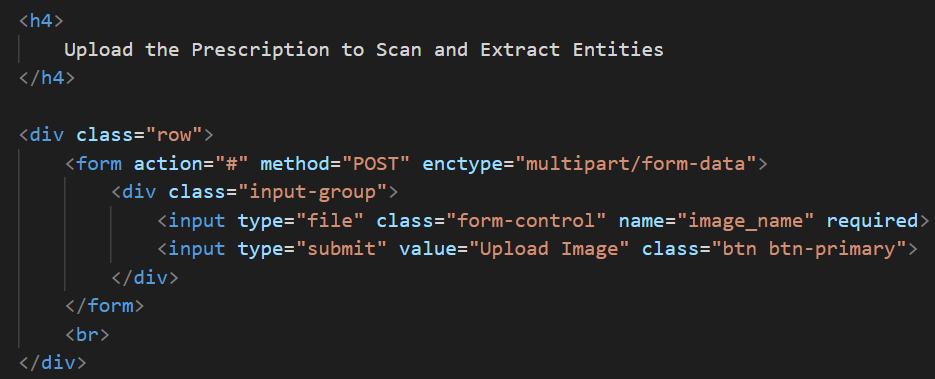 <h4>
Upload the Prescription to Scan and Extract Entities
</h4>
<div class="row">
<form action="#" method="POST" enctype="multipart/form-data">
<div class="input-group">
<input type="file" class="form-control" name="image_name" required>
<input type="submit" value="Upload Image" class="btn btn-primary">
</div>
</form>
<br>
</div>